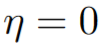 η = 0